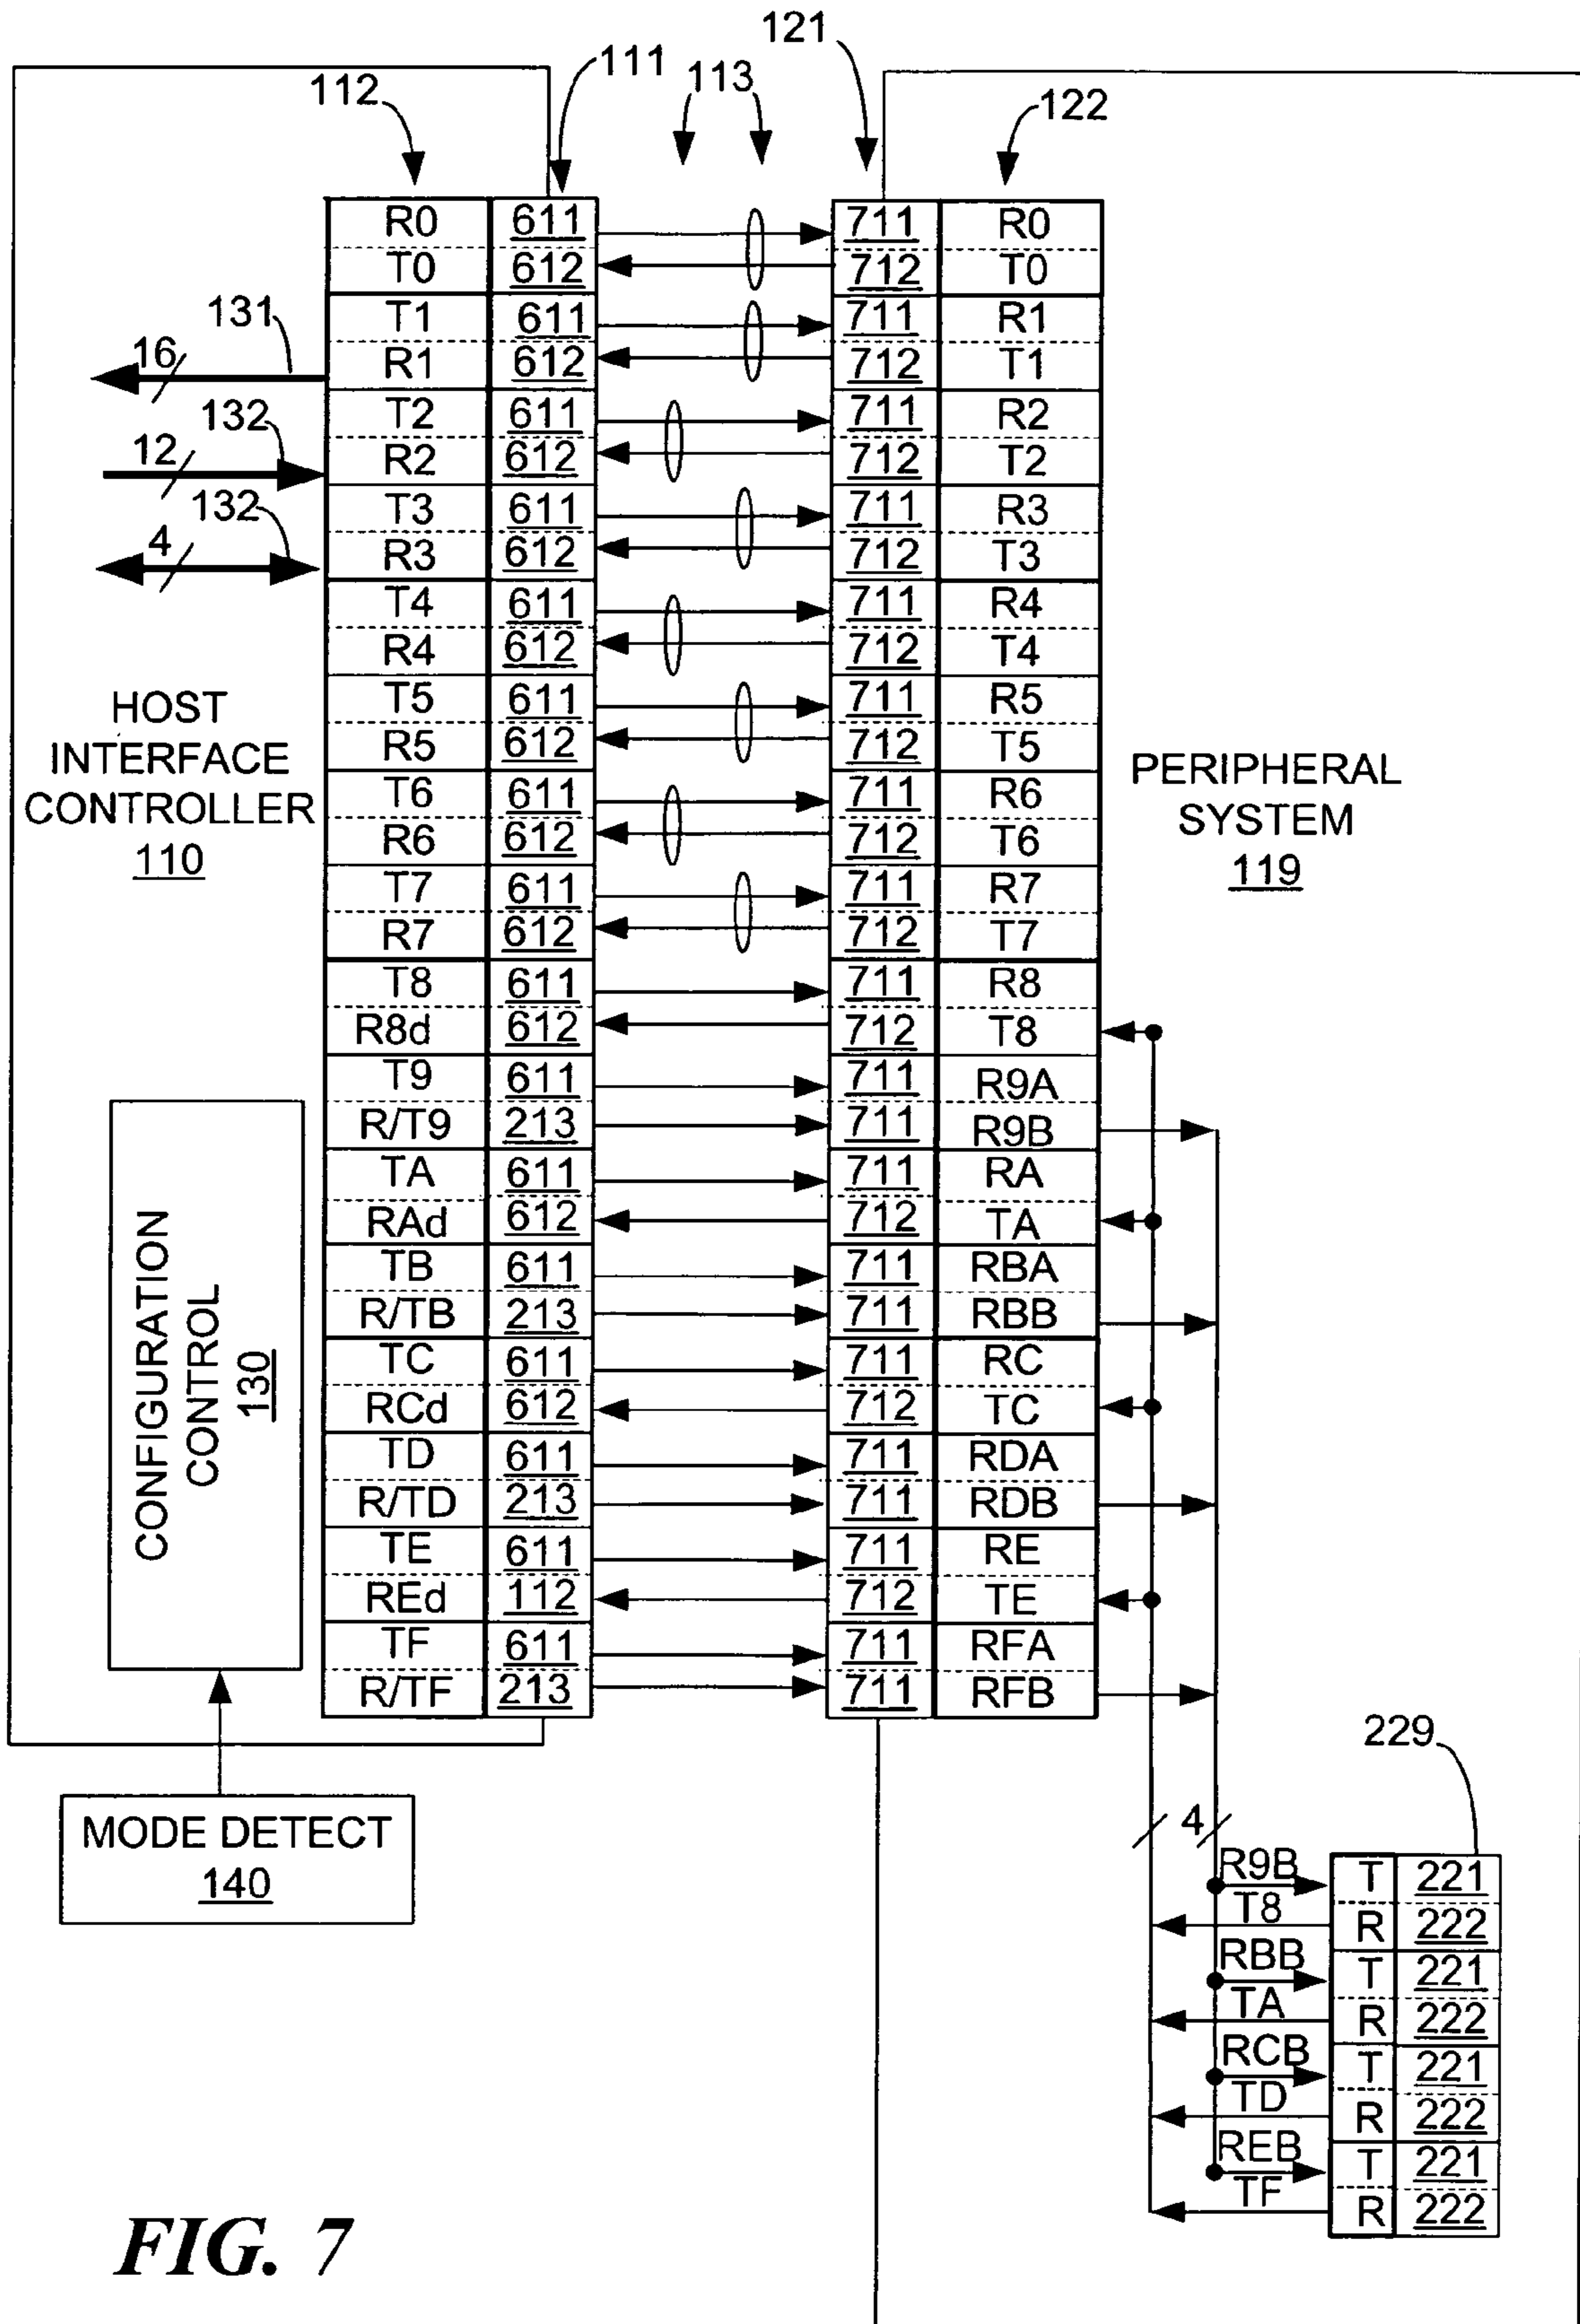 121
111
113
112
122
R0 611 711 R0
T0 612 712 T0
T1 611 711 R1
R1 612 712 T1
131
16
T2 611 711 R2
R2 612 712 T2
132
12
T3 611 711 R3
R3 612 712 T3
132
4
T4 611 711 R4
R4 612 712 T4
T5 611 711 R5
R5 612 712 T5
T6 611 711 R6
R6 612 712 T6
T7 611 711 R7
R7 612 712 T7
HOST
INTERFACE
CONTROLLER
110
PERIPHERAL
SYSTEM
119
T8 611 711 R8
R8d 612 712 T8
T9 611 711 R9A
R/T9 213 711 R9B
TA 611 711 RA
RAd 612 712 TA
TB 611 711 RBA
R/TB 213 711 RBB
TC 611 711 RC
RCd 612 712 TC
TD 611 711 RDA
R/TD 213 711 RDB
TE 611 711 RE
REd 112 712 TE
TF 611 711 RFA
R/TF 213 711 RFB
CONFIGURATION
CONTROL
130
MODE DETECT
140
229
4
R9B T 221
T8 R 222
RBB T 221
TA R 222
RCB T 221
TD R 222
REB T 221
TF R 222
FIG. 7